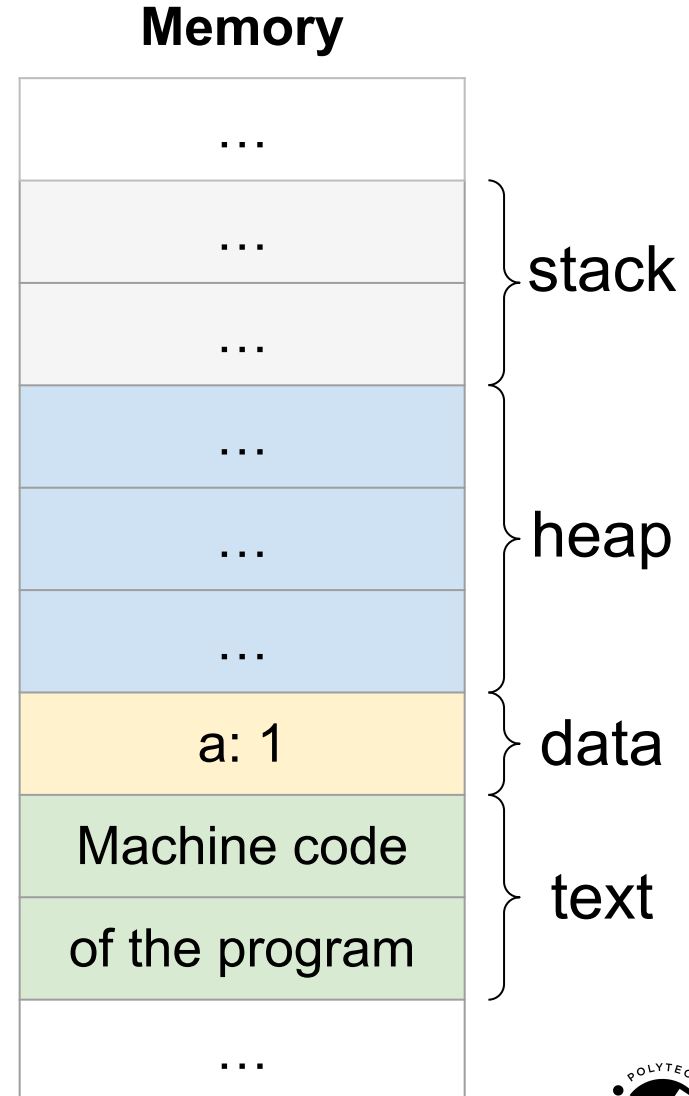 Memory
...
...
stack
...
...
heap
...
...
a: 1
data
Machine code
text
of the program
...